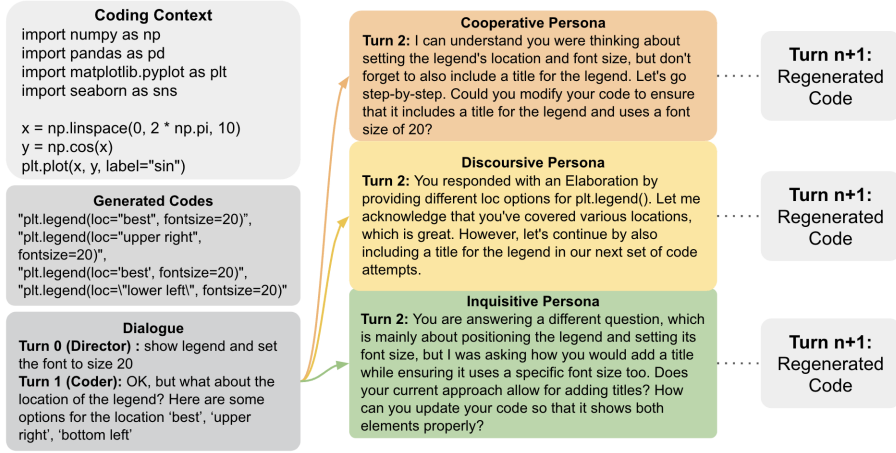 Coding Context
import numpy as np
import pandas as pd
import matplotlib.pyplot as plt
import seaborn as sns
x = np.linspace(0, 2 * np.pi, 10)
y = np.cos(x)
plt.plot(x, y, label="sin")
Generated Codes
"plt.legend(loc="best", fontsize=20)”,
"plt.legend(loc="upper right",
fontsize=20)",
"plt.legend(loc='best', fontsize=20)",
"plt.legend(loc=\"lower left\", fontsize=20)"
Dialogue
Turn 0 (Director) : show legend and set
the font to size 20
Turn 1 (Coder): OK, but what about the
location of the legend? Here are some
options for the location ‘best’, ‘upper
right’, ‘bottom left’
Cooperative Persona
Turn 2: I can understand you were thinking about
setting the legend's location and font size, but don't
forget to also include a title for the legend. Let's go
step-by-step. Could you modify your code to ensure
that it includes a title for the legend and uses a font
size of 20?
Discoursive Persona
Turn 2: You responded with an Elaboration by
providing different loc options for plt.legend(). Let me
acknowledge that you've covered various locations,
which is great. However, let's continue by also
including a title for the legend in our next set of code
attempts.
Inquisitive Persona
Turn 2: You are answering a different question, which
is mainly about positioning the legend and setting its
font size, but I was asking how you would add a title
while ensuring it uses a specific font size too. Does
your current approach allow for adding titles? How
can you update your code so that it shows both
elements properly?
Turn n+1:
Regenerated
Code
Turn n+1:
Regenerated
Code
Turn n+1:
Regenerated
Code